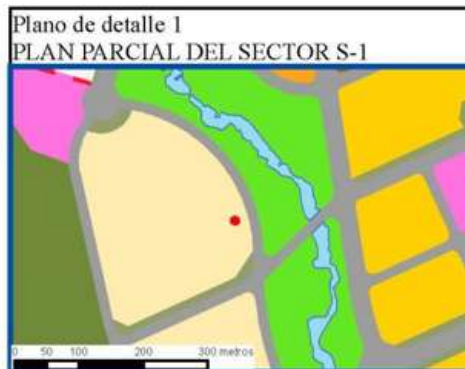 Plano de detalle 1
PLAN PARCIAL DEL SECTOR S-1
0 50 100 200 300 metros